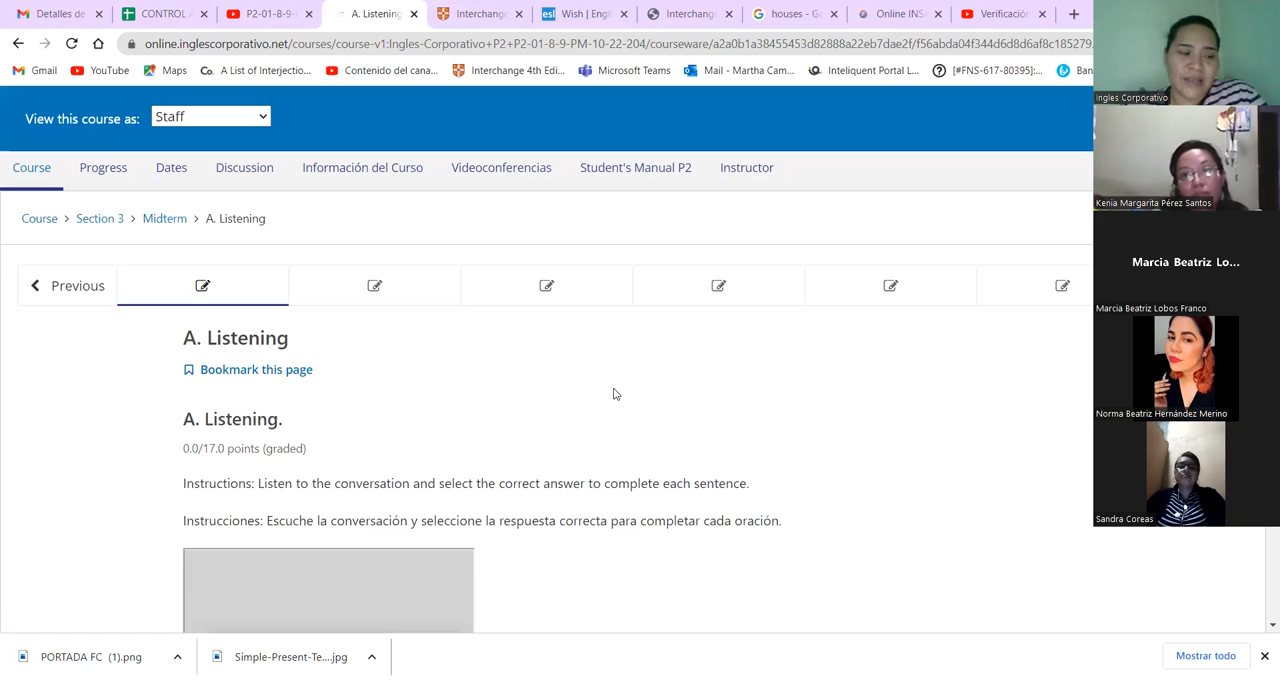 Detalles de
CONTROL A
P2-01-8-9-
A. Listening
Interchange
Wish | Engl
Interchange
houses - Go
Online INSA
Verificación
online.inglescorporativo.net/courses/course-v1:Ingles-Corporativo+P2+P2-01-8-9-PM-10-22-204/courseware/a2a0b1a38455453d82888a22eb7dae2f/f56abda04f344d6d8d6af8c185279...
Gmail
YouTube
Maps
A List of Interjectio...
Contenido del cana...
Interchange 4th Edi...
Microsoft Teams
Mail - Martha Cam...
Inteliquent Portal L...
[#FNS-617-80395]:...
Ban
View this course as:
Staff
Course
Progress
Dates
Discussion
Información del Curso
Videoconferencias
Student's Manual P2
Instructor
Course > Section 3 > Midterm > A. Listening
Previous
A. Listening
Bookmark this page
A. Listening.
0.0/17.0 points (graded)
Instructions: Listen to the conversation and select the correct answer to complete each sentence.
Instrucciones: Escuche la conversación y seleccione la respuesta correcta para completar cada oración.
PORTADA FC (1).png
Simple-Present-Te....jpg
Mostrar todo
Ingles Corporativo
Kenia Margarita Pérez Santos
Marcia Beatriz Lo...
Marcia Beatriz Lobos Franco
Norma Beatriz Hernández Merino
Sandra Coreas